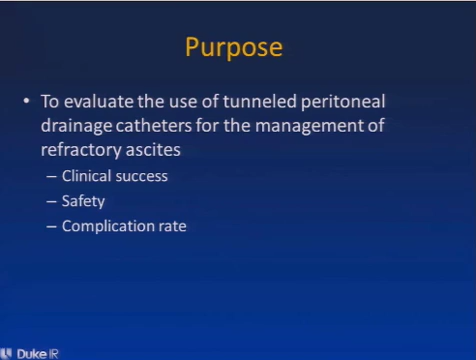 Purpose
• To evaluate the use of tunneled peritoneal
drainage catheters for the management of
refractory ascites
– Clinical success
– Safety
– Complication rate
Duke IR